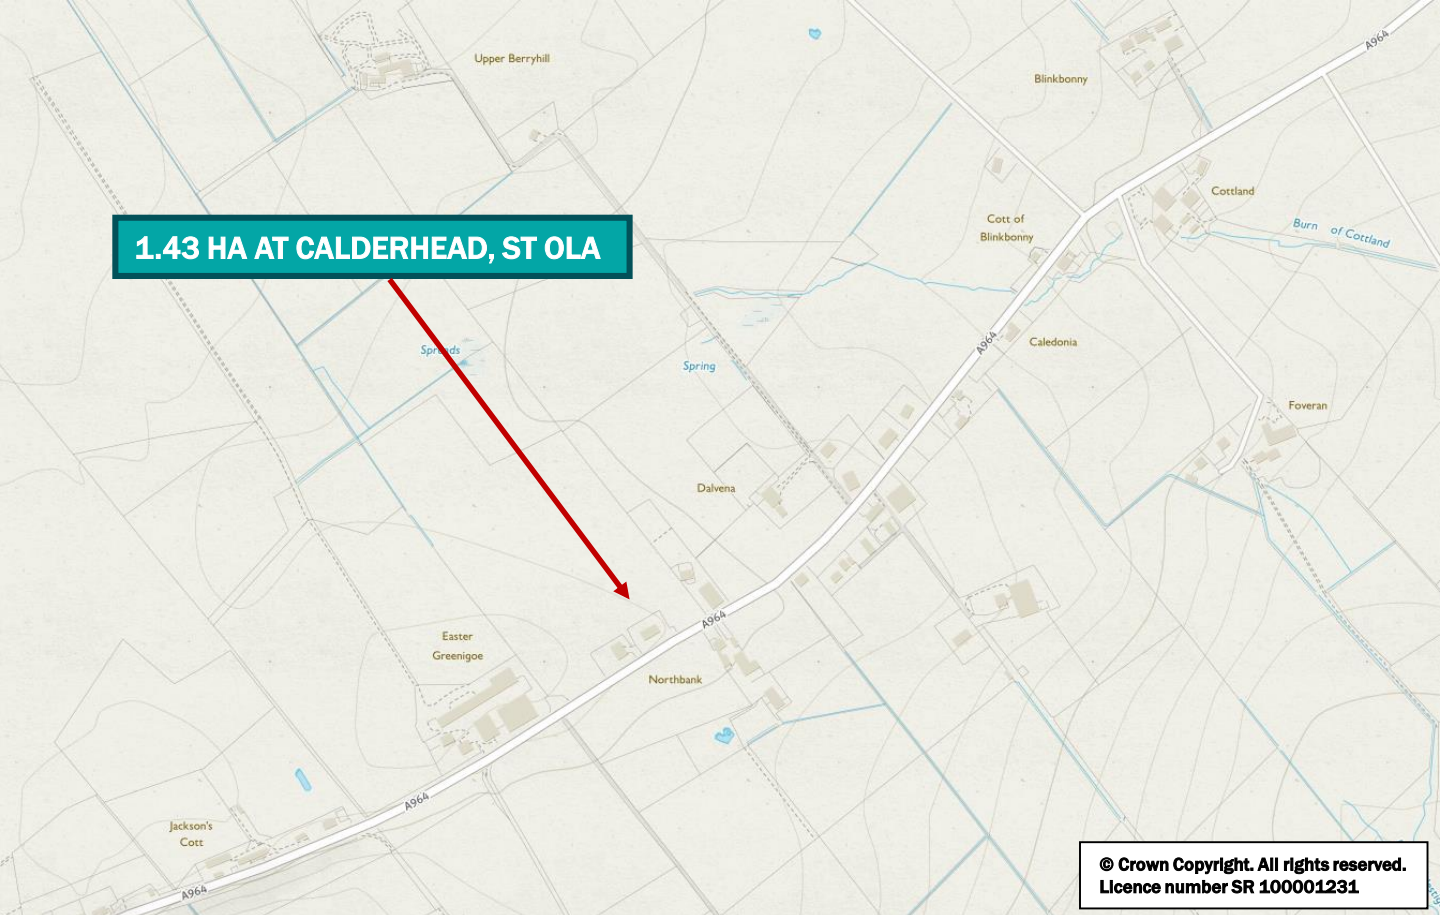 Upper Berryhill
A964
Blinkbonny
Cottland
Cott of
Blinkbonny
Burn of Cottland
1.43 HA AT CALDERHEAD, ST OLA
Spreads
Spring
A964
Caledonia
Foveran
Dalvena
A964
Easter
Greenigoe
Northbank
A964
Jackson's
Cott
A964
© Crown Copyright. All rights reserved.
Licence number SR 100001231